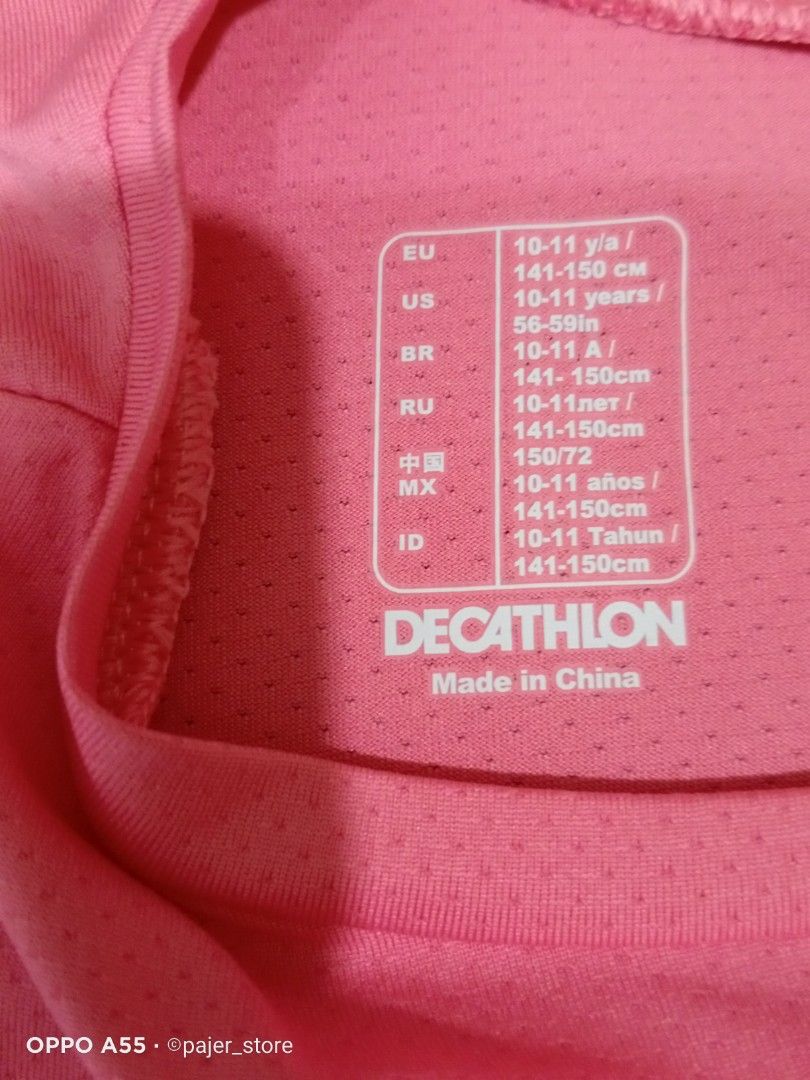 EU 10-11 y/a /
141-150 см
US 10-11 years /
56-59in
BR 10-11 A /
141- 150cm
RU 10-11лет /
141-150cm
中国 150/72
MX 10-11 años /
141-150cm
ID 10-11 Tahun /
141-150cm
DECATHLON
Made in China
OPPO A55 · ©pajer_store